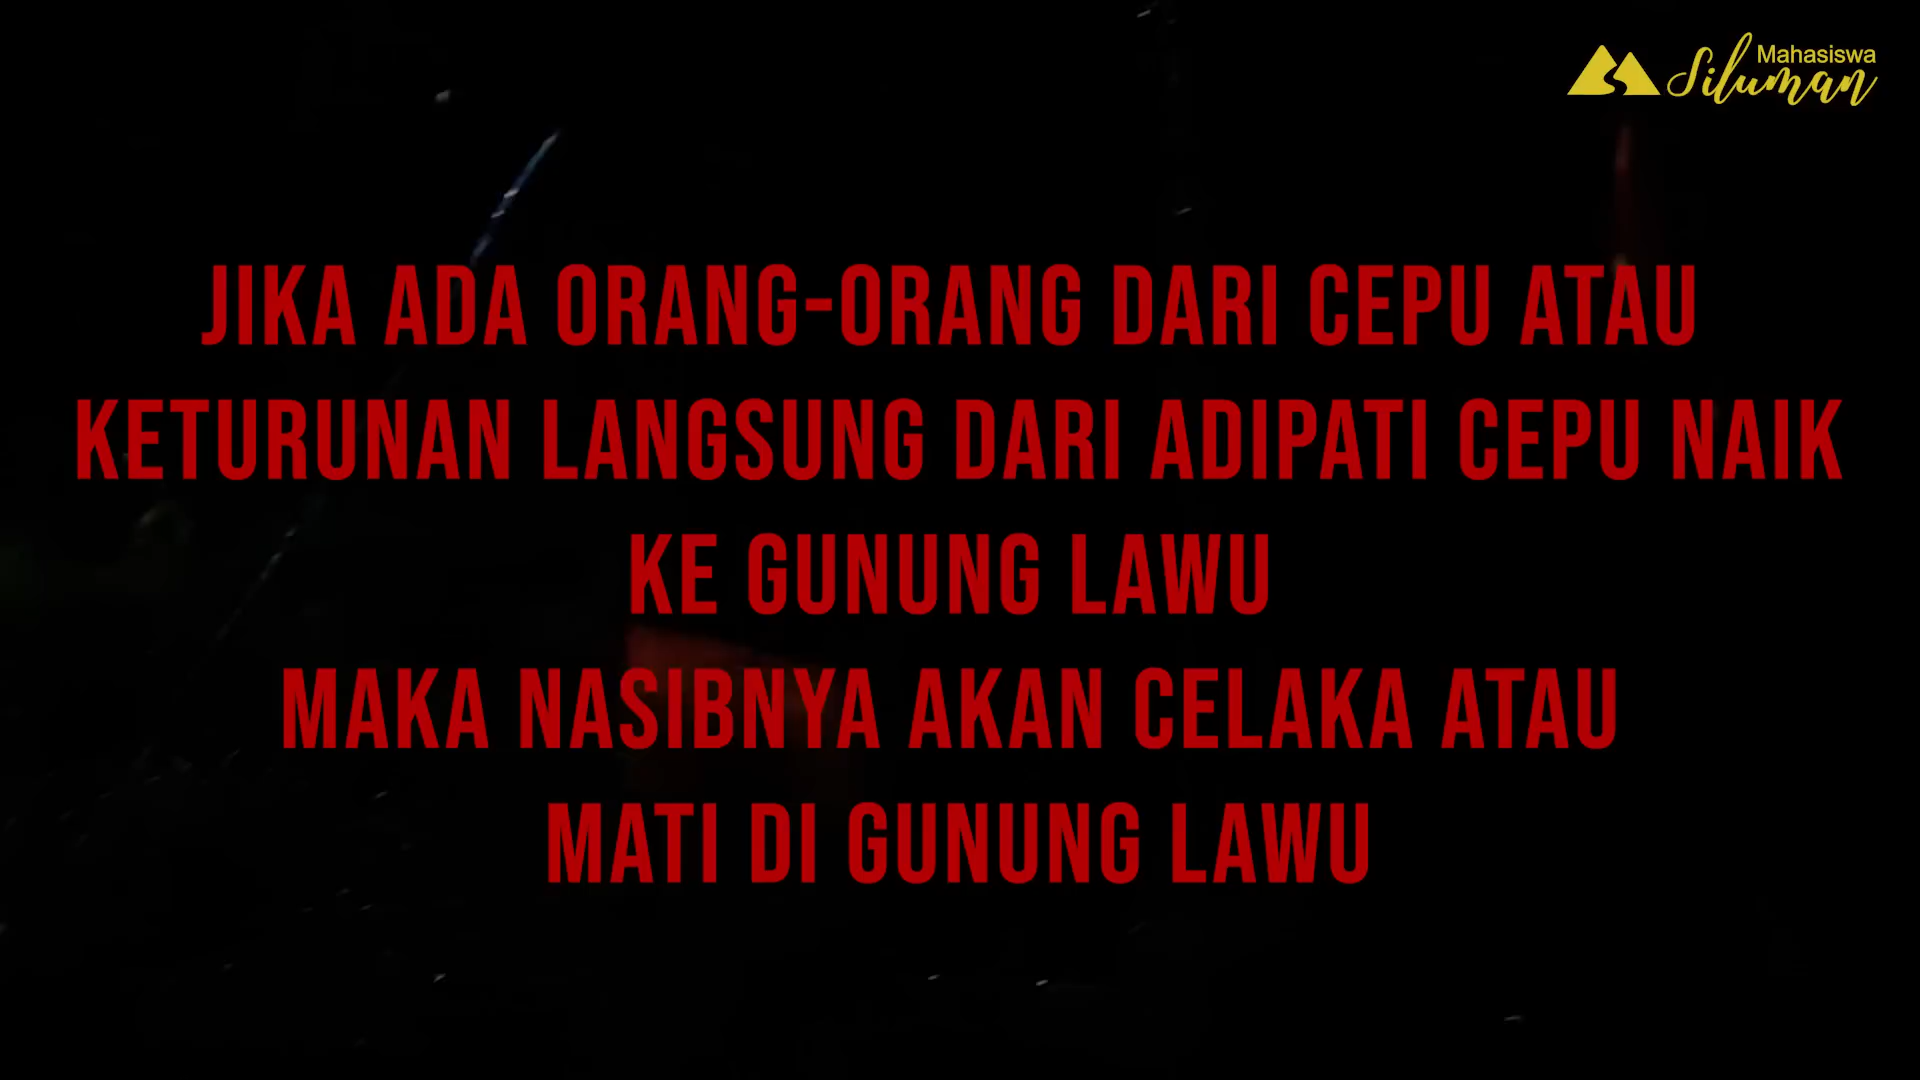 Mahasiswa
Siluman
JIKA ADA ORANG-ORANG DARI CEPU ATAU
KETURUNAN LANGSUNG DARI ADIPATI CEPU NAIK
KE GUNUNG LAWU
MAKA NASIBNYA AKAN CELAKA ATAU
MATI DI GUNUNG LAWU